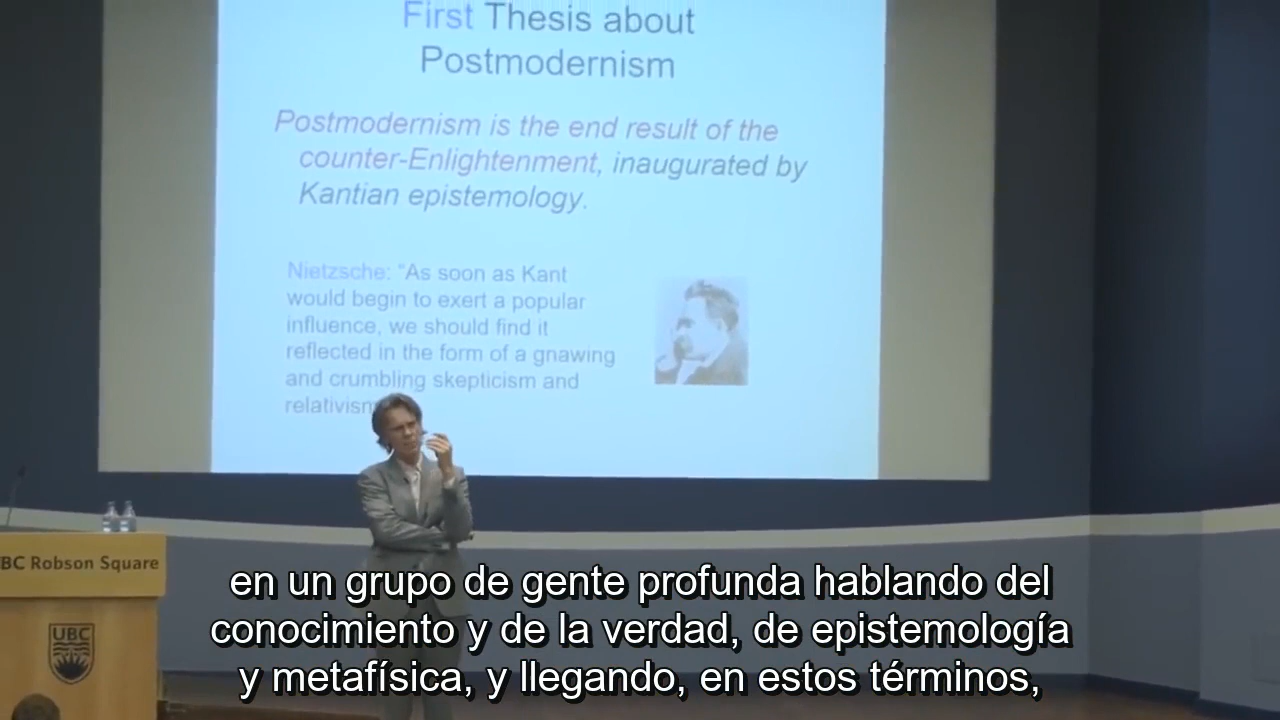 First Thesis about
Postmodernism
Postmodernism is the end result of the
counter-Enlightenment, inaugurated by
Kantian epistemology.
Nietzsche: “As soon as Kant
would begin to exert a popular
influence, we should find it
reflected in the form of a gnawing
and crumbling skepticism and
relativism
BC Robson Square
UBC
en un grupo de gente profunda hablando del
conocimiento y de la verdad, de epistemología
y metafísica, y llegando, en estos términos,